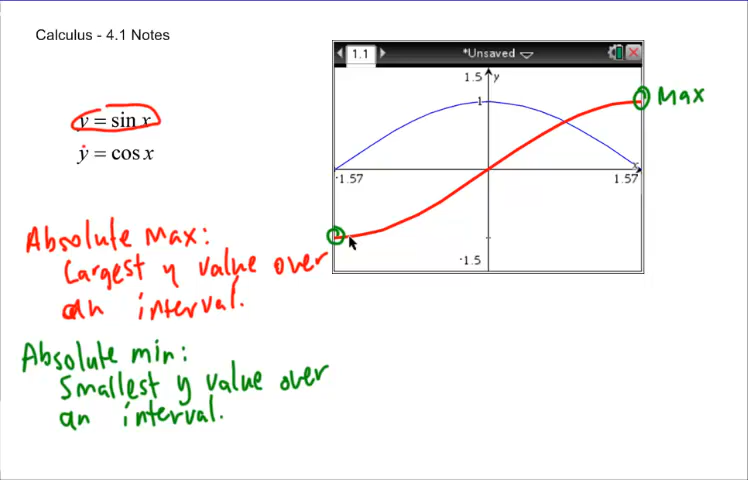 Calculus - 4.1 Notes
1.1
*Unsaved
1.5
y
1
Max
y = sin x
y = cos x
x
-1.57
1.57
-1.5
Absolute Max:
Largest y value over
an interval.
Absolute min:
Smallest y value over
an interval.